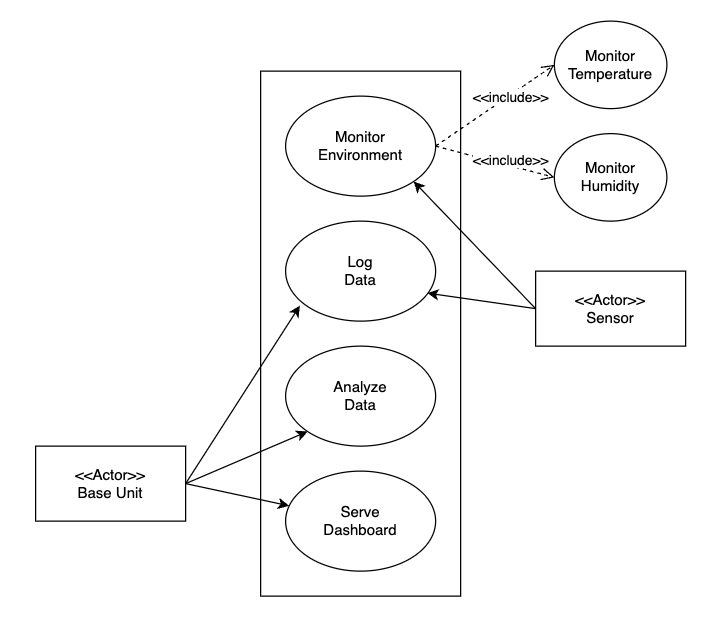 Monitor
Temperature
<<include>>
Monitor
Environment
<<include>>
Monitor
Humidity
Log
Data
<<Actor>>
Sensor
Analyze
Data
<<Actor>>
Base Unit
Serve
Dashboard